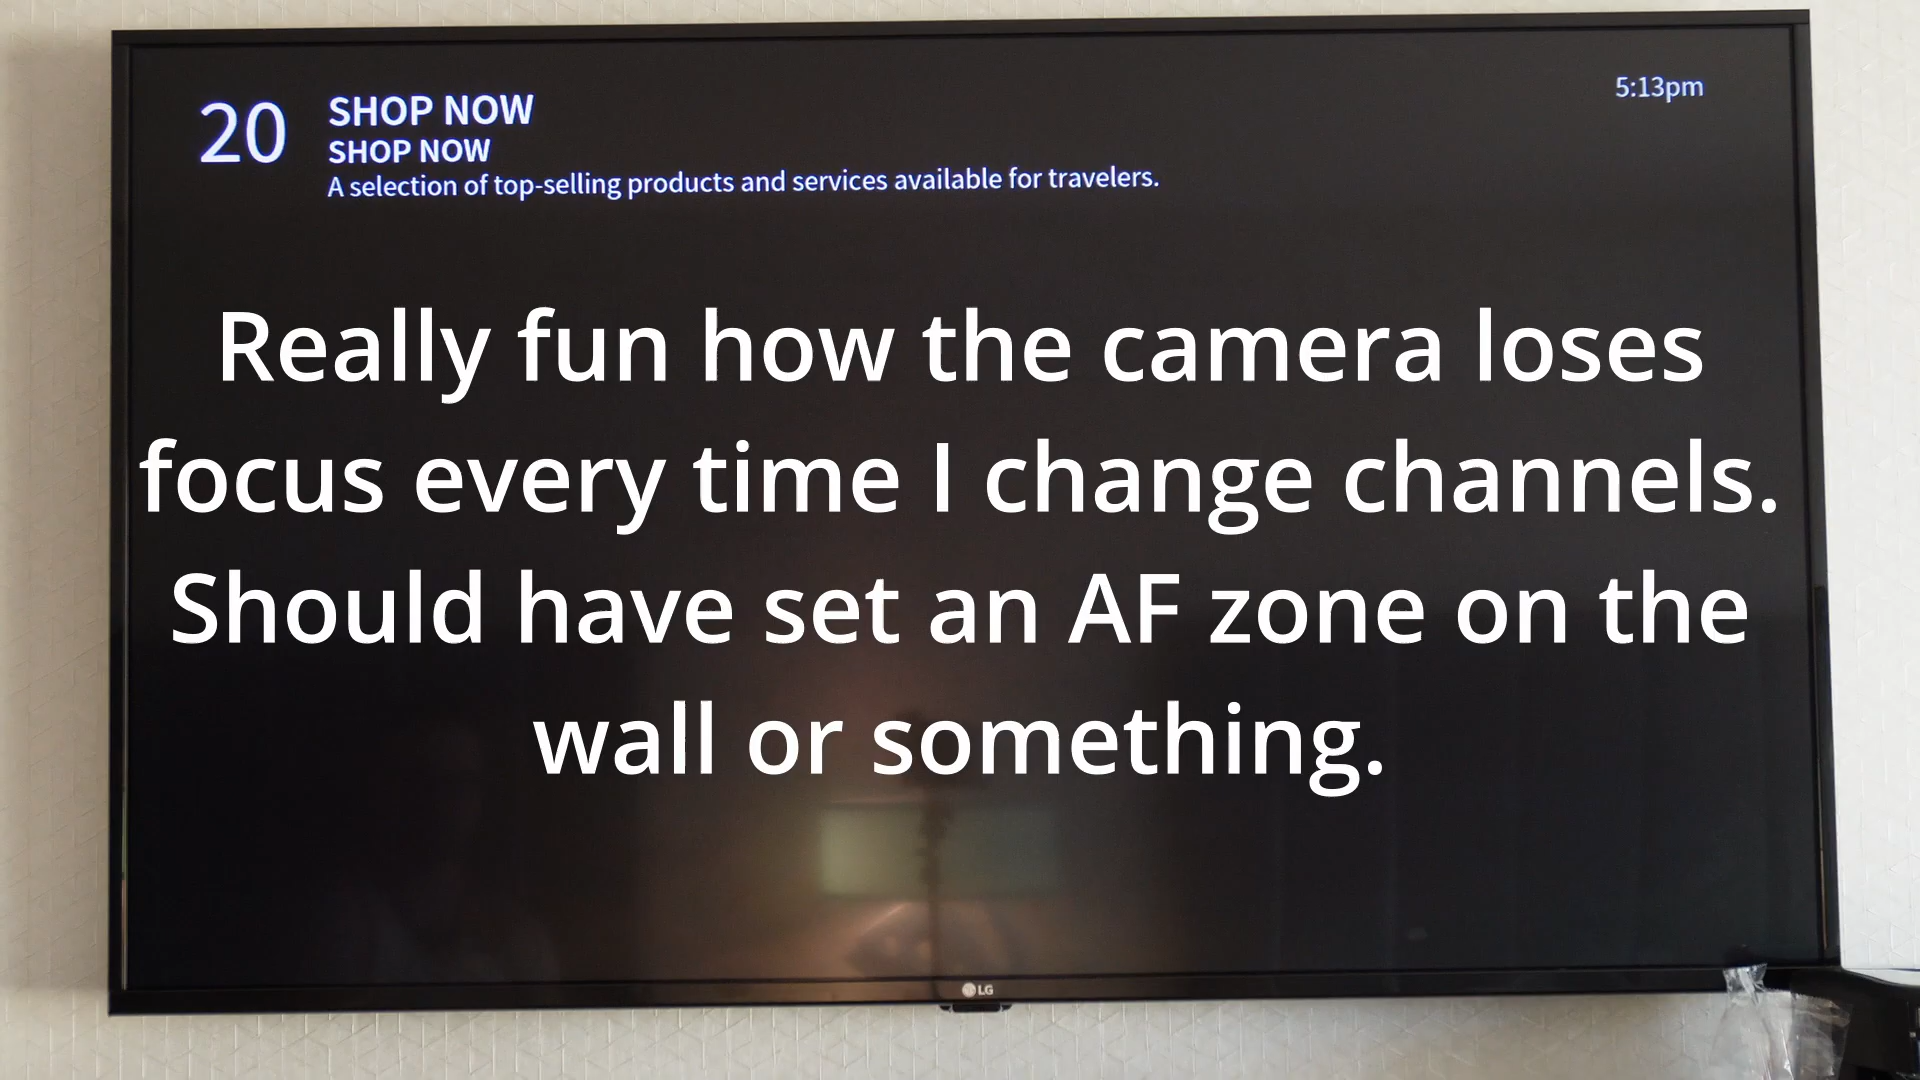 20
SHOP NOW
5:13pm
SHOP NOW
A selection of top-selling products and services available for travelers.
Really fun how the camera loses
focus every time I change channels.
Should have set an AF zone on the
wall or something.
LG